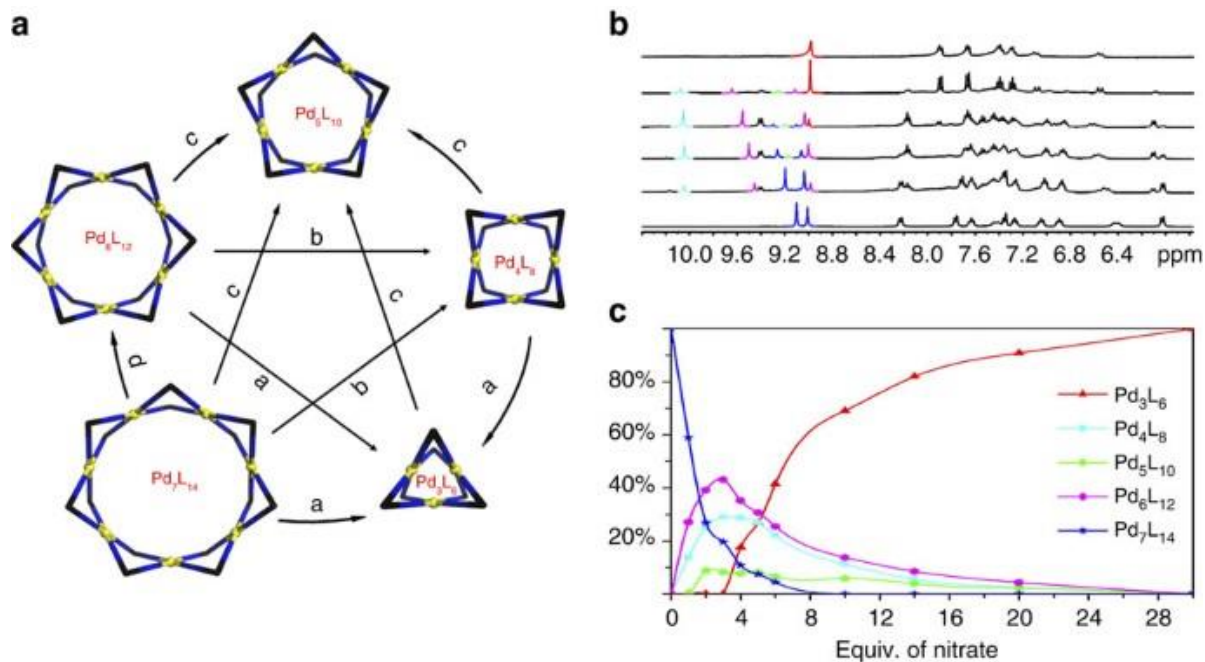 a
Pd₅L₁₀
c
c
Pd₆L₁₂
b
Pd₄L₈
c
c
d
a
b
a
Pd₇L₁₄
Pd₃L₆
a
b
10.0 9.6 9.2 8.8 8.4 8.0 7.6 7.2 6.8 6.4 ppm
c
80%
60%
40%
20%
Pd₃L₆
Pd₄L₈
Pd₅L₁₀
Pd₆L₁₂
Pd₇L₁₄
0 4 8 12 16 20 24 28
Equiv. of nitrate